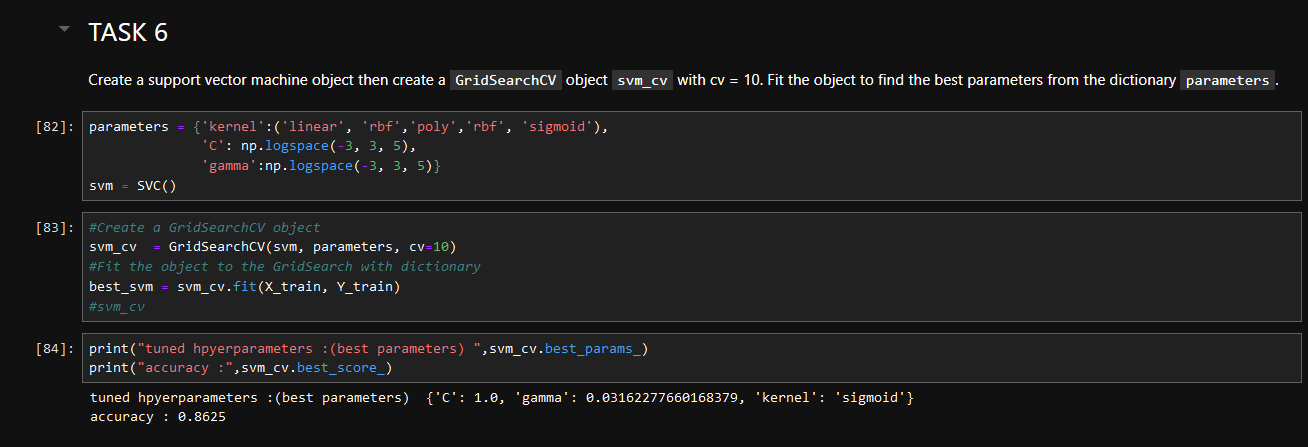 TASK 6
Create a support vector machine object then create a GridSearchCV object svm_cv with cv = 10. Fit the object to find the best parameters from the dictionary parameters.
[82]: parameters = {'kernel':('linear', 'rbf','poly','rbf', 'sigmoid'),
'C': np.logspace(-3, 3, 5),
'gamma':np.logspace(-3, 3, 5)}
svm = SVC()
[83]: #Create a GridSearchCV object
svm_cv  = GridSearchCV(svm, parameters, cv=10)
#Fit the object to the GridSearch with dictionary
best_svm = svm_cv.fit(X_train, Y_train)
#svm_cv
[84]: print("tuned hpyerparameters :(best parameters) ",svm_cv.best_params_)
print("accuracy :",svm_cv.best_score_)
tuned hpyerparameters :(best parameters)  {'C': 1.0, 'gamma': 0.03162277660168379, 'kernel': 'sigmoid'}
accuracy : 0.8625